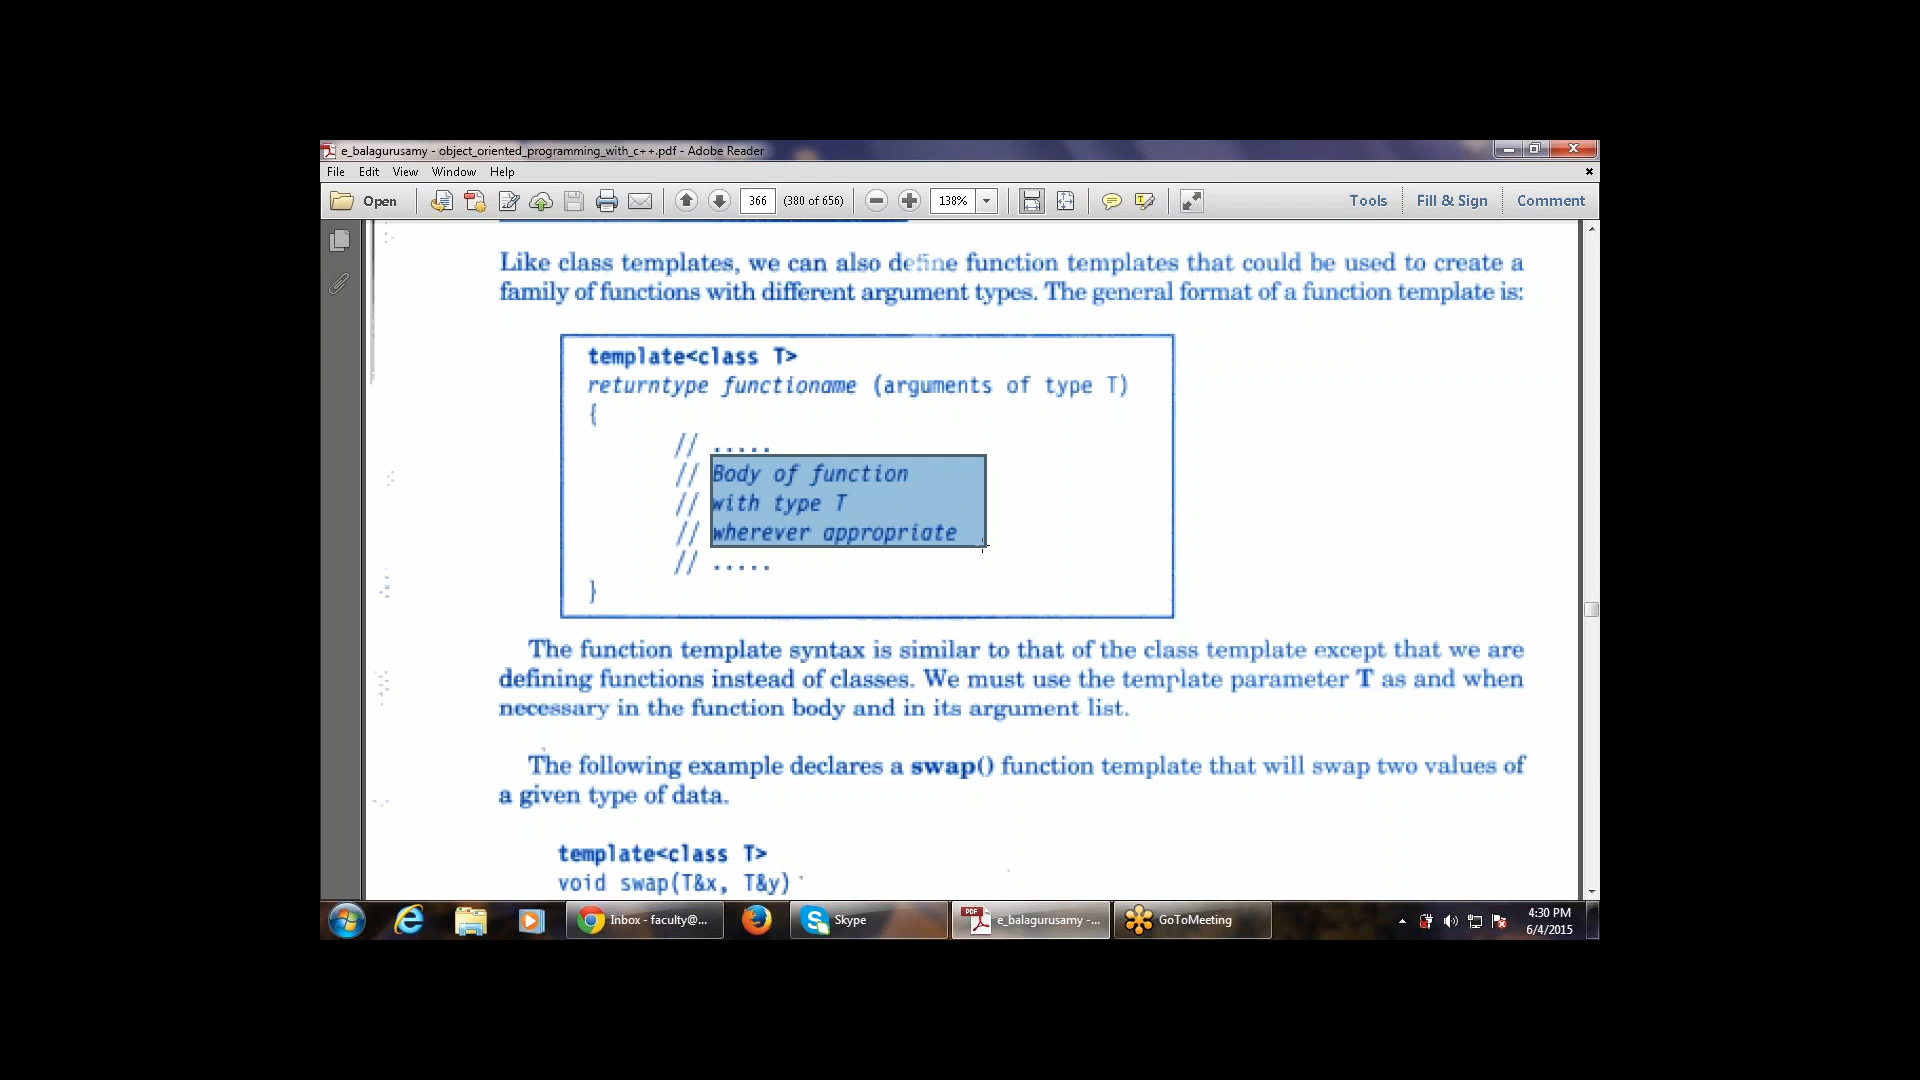 e_balagurusamy - object_oriented_programming_with_c++.pdf - Adobe Reader
File Edit View Window Help
Open 366 (380 of 656) 138% Tools Fill & Sign Comment
Like class templates, we can also define function templates that could be used to create a
family of functions with different argument types. The general format of a function template is:
template<class T>
returntype functioname (arguments of type T)
{
// .....
// Body of function
// with type T
// wherever appropriate
// .....
}
The function template syntax is similar to that of the class template except that we are
defining functions instead of classes. We must use the template parameter T as and when
necessary in the function body and in its argument list.
The following example declares a swap() function template that will swap two values of
a given type of data.
template<class T>
void swap(T&x, T&y)
Inbox - faculty@... Skype e_balagurusamy -... GoToMeeting 4:30 PM
6/4/2015